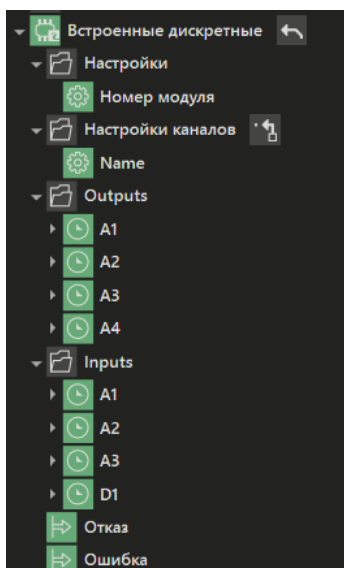 Встроенные дискретные
Настройки
Номер модуля
Настройки каналов
Name
Outputs
A1
A2
A3
A4
Inputs
A1
A2
A3
D1
Отказ
Ошибка